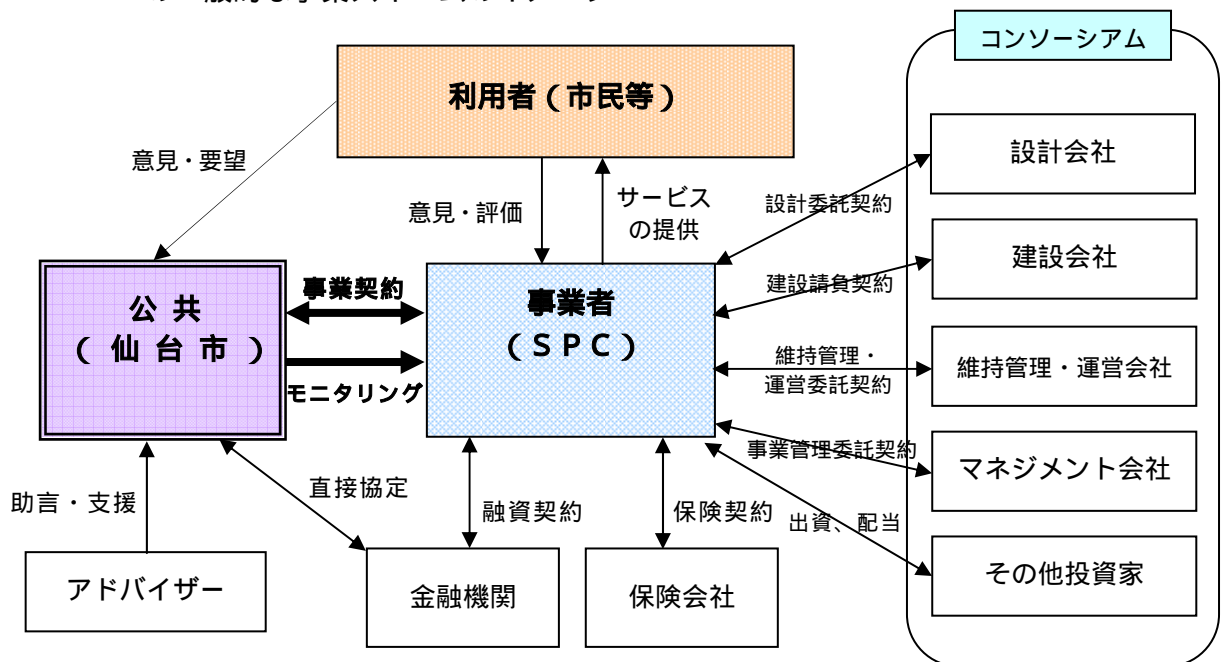 コンソーシアム
利用者(市民等)
意見・要望
意見・評価
サービス
の提供
設計委託契約
設計会社
建設請負契約
建設会社
公共
(仙台市)
事業契約
モニタリング
事業者
(SPC)
維持管理・
運営委託契約
維持管理・運営会社
事業管理委託契約
マネジメント会社
助言・支援
直接協定
融資契約
保険契約
出資、配当
アドバイザー
金融機関
保険会社
その他投資家